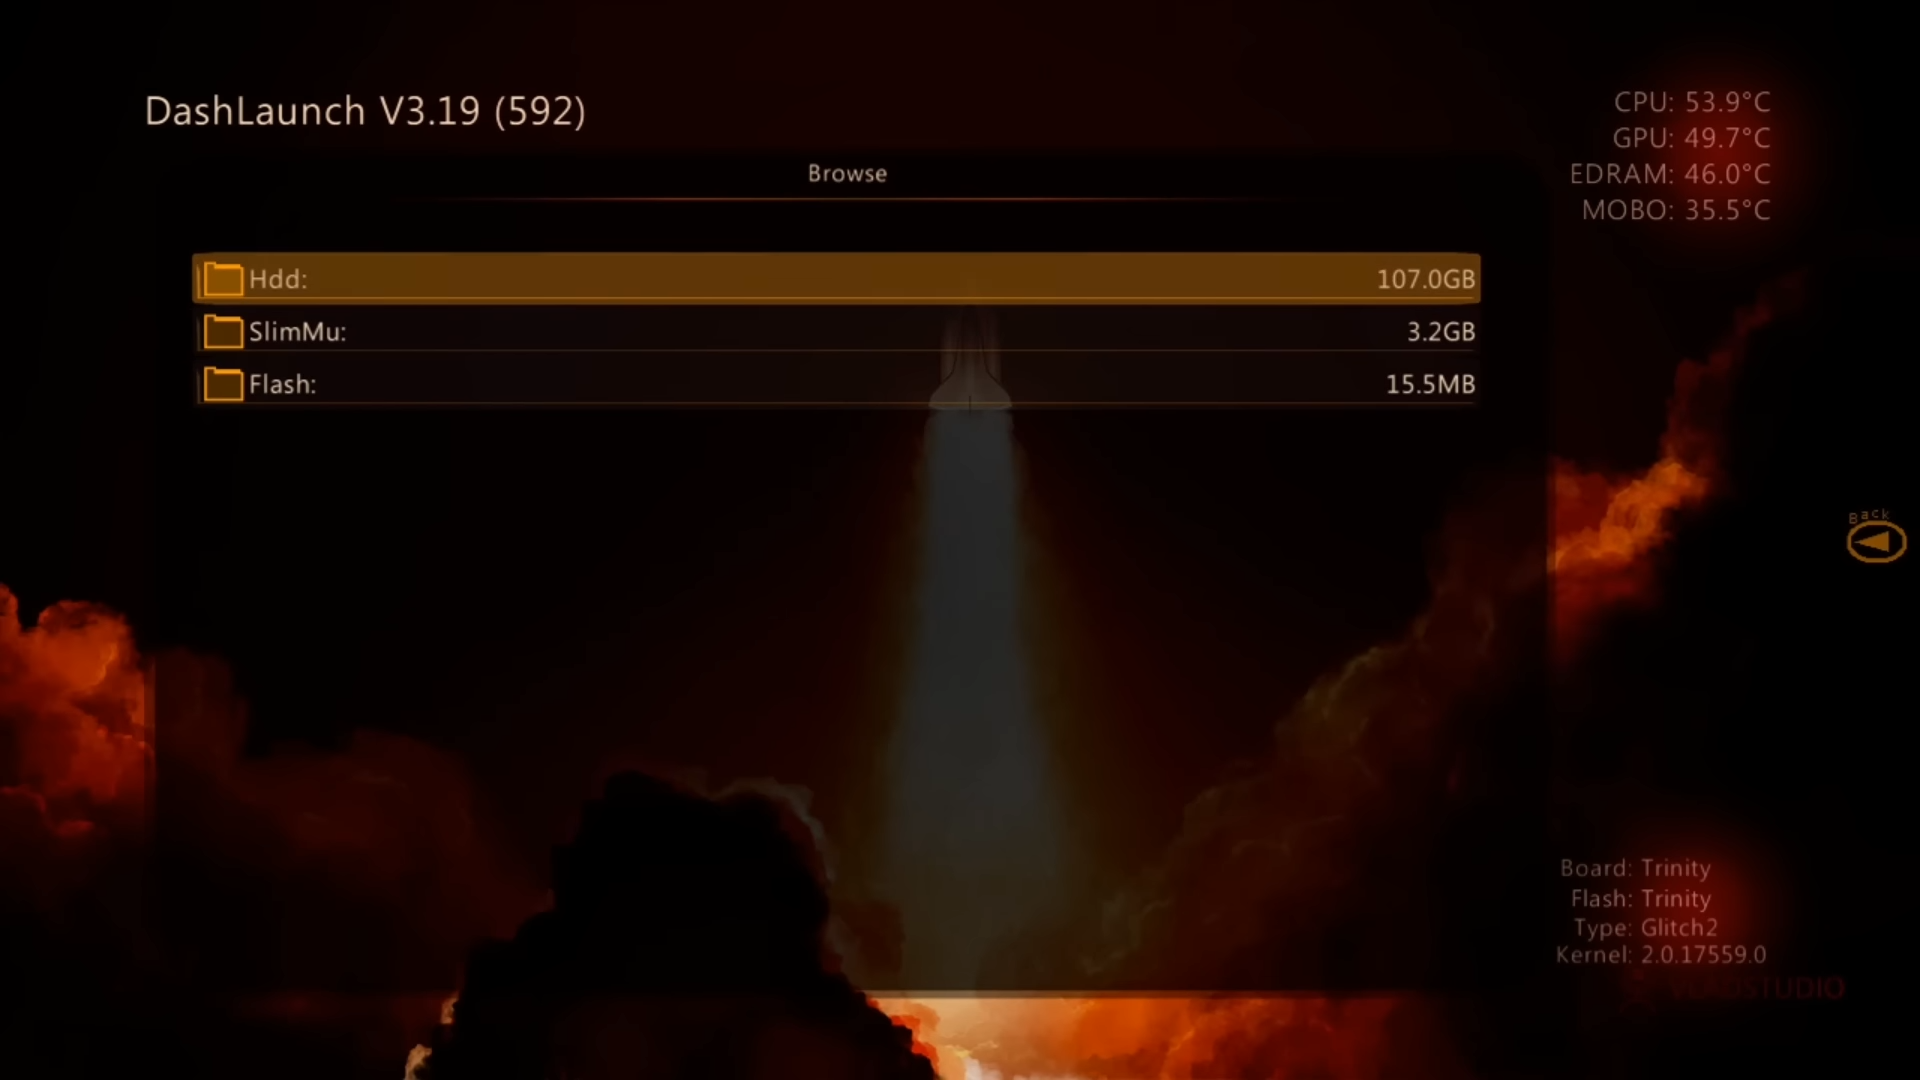 DashLaunch V3.19 (592)
CPU: 53.9°C
GPU: 49.7°C
EDRAM: 46.0°C
MOBO: 35.5°C
Browse
Hdd: 107.0GB
SlimMu: 3.2GB
Flash: 15.5MB
Back
Board: Trinity
Flash: Trinity
Type: Glitch2
Kernel: 2.0.17559.0